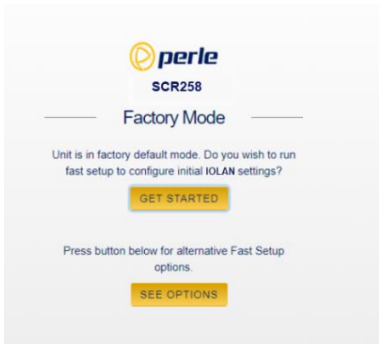 perle
SCR258
Factory Mode
Unit is in factory default mode. Do you wish to run
fast setup to configure initial IOLAN settings?
GET STARTED
Press button below for alternative Fast Setup
options.
SEE OPTIONS